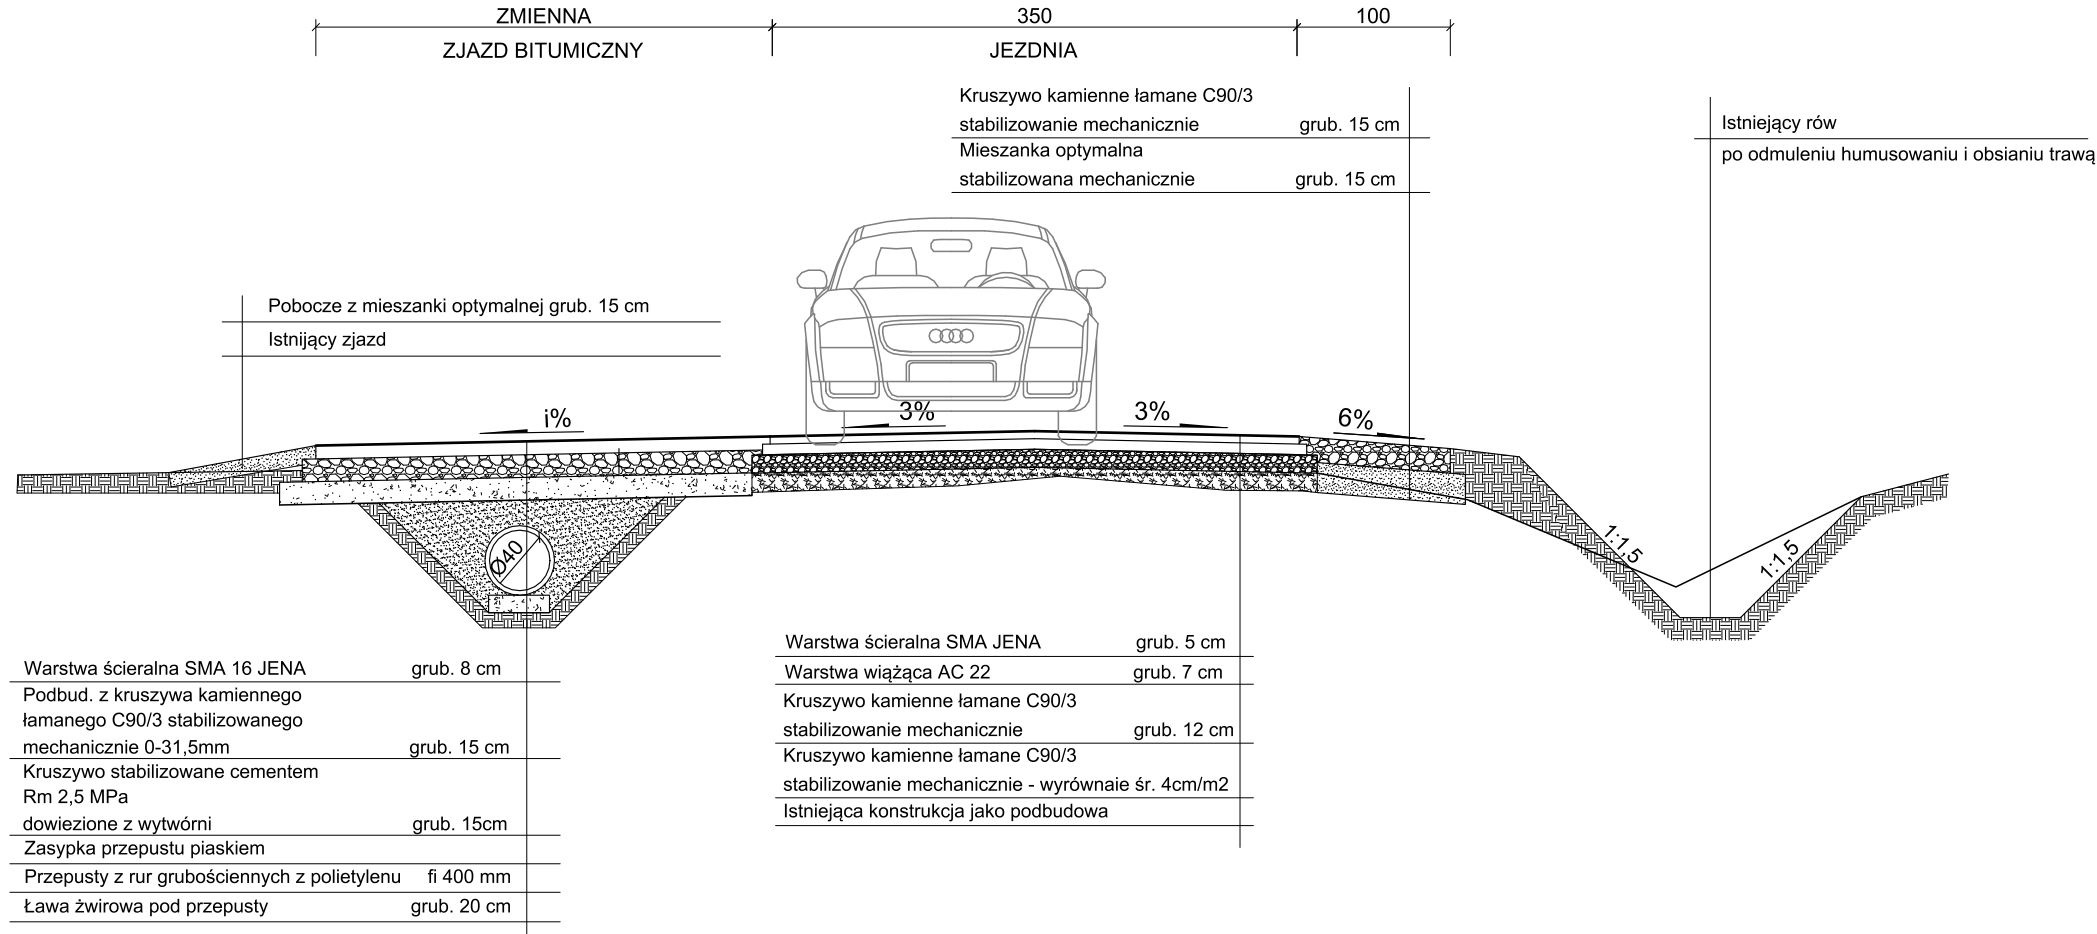 ZMIENNA 350 100
ZJAZD BITUMICZNY JEZDNIA
Kruszywo kamienne łamane C90/3
stabilizowanie mechanicznie grub. 15 cm
Mieszanka optymalna
stabilizowana mechanicznie grub. 15 cm
Istniejący rów
po odmuleniu humusowaniu i obsianiu trawą
Pobocze z mieszanki optymalnej grub. 15 cm
Istnijący zjazd
i% 3% 3% 6%
Ø40
1:1,5
1:1,5
Warstwa ścieralna SMA 16 JENA grub. 8 cm
Podbud. z kruszywa kamiennego
łamanego C90/3 stabilizowanego
mechanicznie 0-31,5mm grub. 15 cm
Kruszywo stabilizowane cementem
Rm 2,5 MPa
dowiezione z wytwórni grub. 15cm
Zasypka przepustu piaskiem
Przepusty z rur grubościennych z polietylenu fi 400 mm
Ława żwirowa pod przepusty grub. 20 cm
Warstwa ścieralna SMA JENA grub. 5 cm
Warstwa wiążąca AC 22 grub. 7 cm
Kruszywo kamienne łamane C90/3
stabilizowanie mechanicznie grub. 12 cm
Kruszywo kamienne łamane C90/3
stabilizowanie mechanicznie - wyrównaie śr. 4cm/m2
Istniejąca konstrukcja jako podbudowa